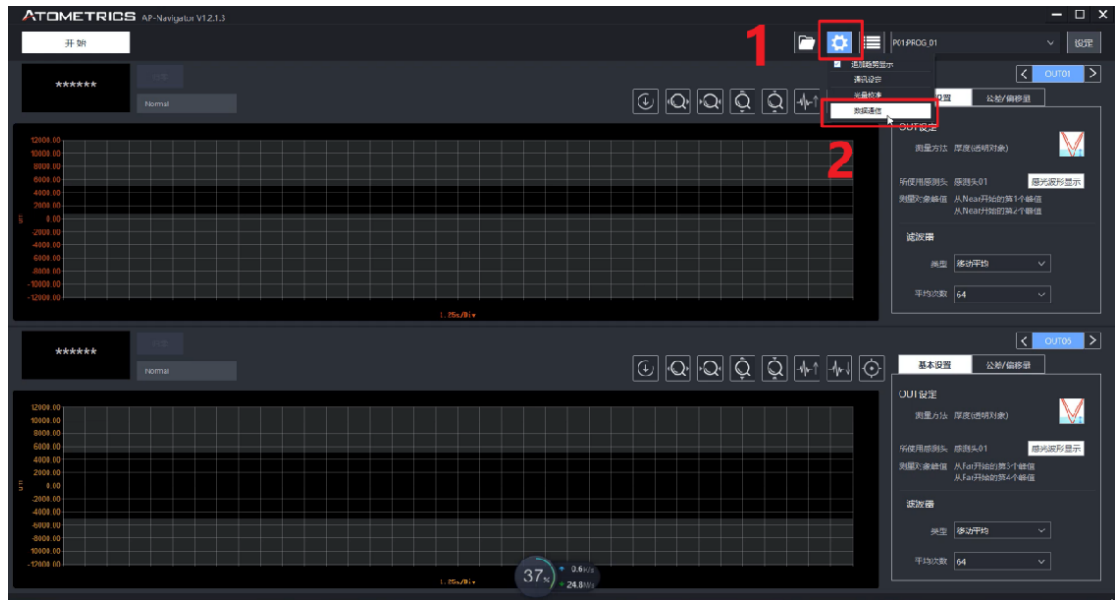 ATOMETRICS AP-Navigator V1.2.1.3
开始
1
P01:PROG_01
设定
追加趋势显示
通讯设定
光量校准
数据通信
2
******
Normal
OUT01
公差/偏移量
OUT设定
测量方法 厚度(透明对象)
所使用感测头 感测头01
感光波形显示
测量对象峰值 从Near开始的第1个峰值
从Near开始的第2个峰值
滤波器
类型 移动平均
平均次数 64
12000.00
10000.00
8000.00
6000.00
4000.00
2000.00
0.00
-2000.00
-4000.00
-6000.00
-8000.00
-10000.00
-12000.00
um
1.25s/Div
******
Normal
OUT05
基本设置
公差/偏移量
OUT设定
测量方法 厚度(透明对象)
所使用感测头 感测头01
感光波形显示
测量对象峰值 从Far开始的第3个峰值
从Far开始的第4个峰值
滤波器
类型 移动平均
平均次数 64
12000.00
10000.00
8000.00
6000.00
4000.00
2000.00
0.00
-2000.00
-4000.00
-6000.00
-8000.00
-10000.00
-12000.00
um
1.25s/Div
37%
0.6K/s
24.8M/s